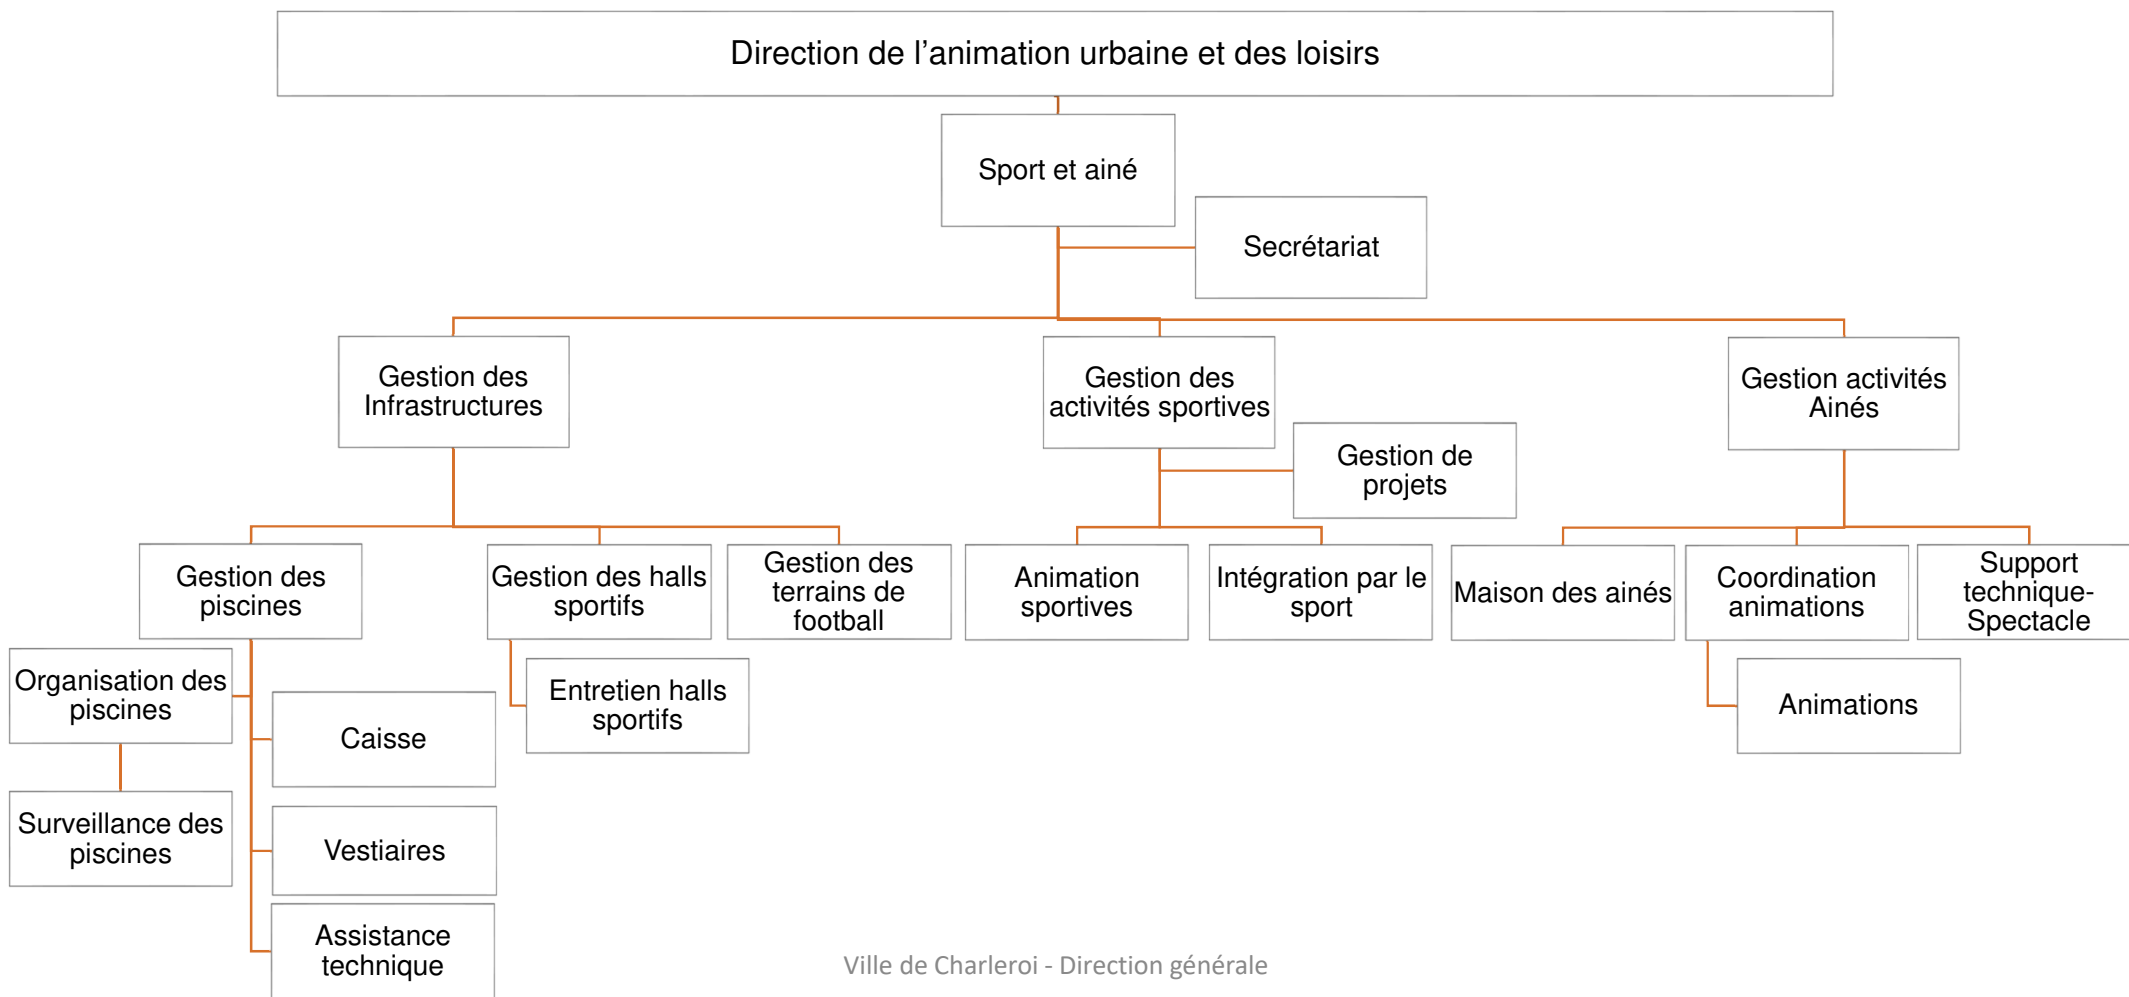 Direction de l'animation urbaine et des loisirs
Sport et ainé
Secrétariat
Gestion des
Infrastructures
Gestion des
activités sportives
Gestion activités
Ainés
Gestion de
projets
Gestion des
piscines
Gestion des halls
sportifs
Gestion des
terrains de
football
Animation
sportives
Intégration par le
sport
Maison des ainés
Coordination
animations
Support
technique-
Spectacle
Organisation des
piscines
Caisse
Entretien halls
sportifs
Animations
Surveillance des
piscines
Vestiaires
Assistance
technique
Ville de Charleroi - Direction générale